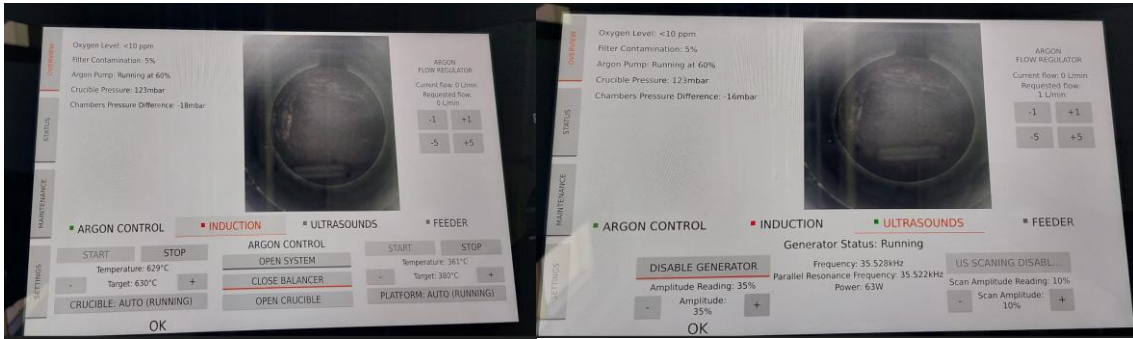 OVERVIEW
STATUS
MAINTENANCE
SETTINGS
Oxygen Level: <10 ppm
Filter Contamination: 5%
Argon Pump: Running at 60%
Crucible Pressure: 123mbar
Chambers Pressure Difference: -18mbar
ARGON
FLOW REGULATOR
Current flow: 0 L/min
Requested flow:
0 L/min
-1 +1
-5 +5
ARGON CONTROL INDUCTION ULTRASOUNDS FEEDER
START STOP
Temperature: 629°C
- Target: 630°C +
CRUCIBLE: AUTO (RUNNING)
ARGON CONTROL
OPEN SYSTEM
CLOSE BALANCER
OPEN CRUCIBLE
START STOP
Temperature: 361°C
- Target: 380°C +
PLATFORM: AUTO (RUNNING)
OK
OVERVIEW
STATUS
MAINTENANCE
SETTINGS
Oxygen Level: <10 ppm
Filter Contamination: 5%
Argon Pump: Running at 60%
Crucible Pressure: 123mbar
Chambers Pressure Difference: -16mbar
ARGON
FLOW REGULATOR
Current flow: 0 L/min
Requested flow:
1 L/min
-1 +1
-5 +5
ARGON CONTROL INDUCTION ULTRASOUNDS FEEDER
Generator Status: Running
DISABLE GENERATOR
Amplitude Reading: 35%
- Amplitude: +
35%
Frequency: 35.528kHz
Parallel Resonance Frequency: 35.522kHz
Power: 63W
US SCANING DISABL...
Scan Amplitude Reading: 10%
- Scan Amplitude: +
10%
OK